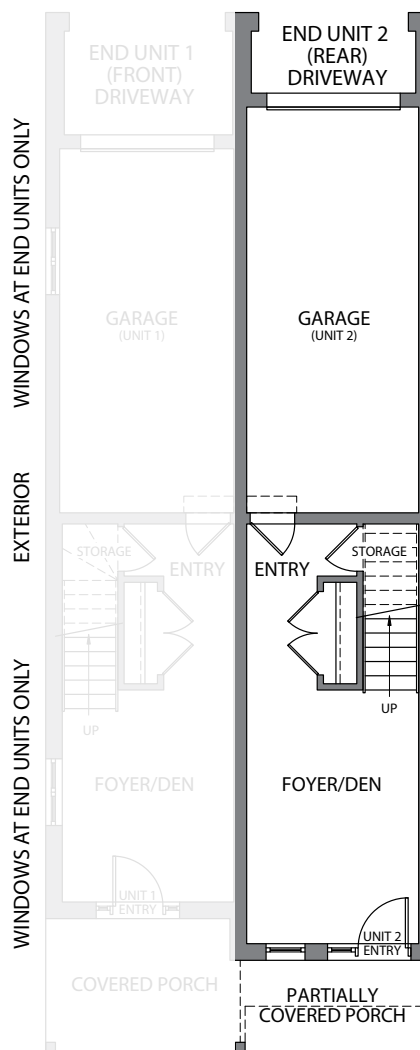 END UNIT 1
(FRONT)
DRIVEWAY
END UNIT 2
(REAR)
DRIVEWAY
WINDOWS AT END UNITS ONLY
GARAGE
(UNIT 1)
GARAGE
(UNIT 2)
EXTERIOR
STORAGE
ENTRY
ENTRY
STORAGE
UP
UP
WINDOWS AT END UNITS ONLY
FOYER/DEN
FOYER/DEN
UNIT 1
ENTRY
UNIT 2
ENTRY
COVERED PORCH
PARTIALLY
COVERED PORCH